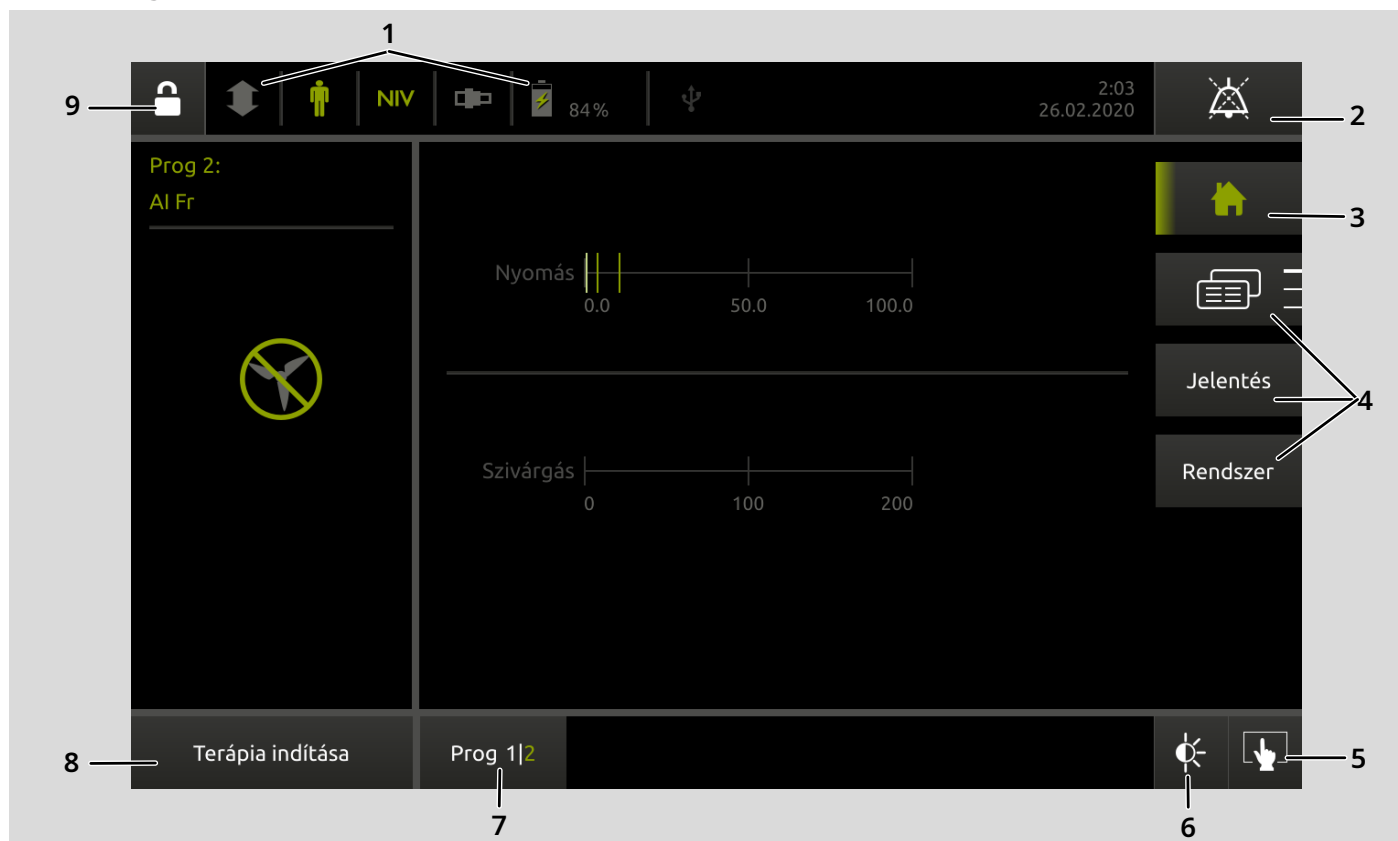 1
9
NIV
84%
2:03
26.02.2020
2
Prog 2:
AI Fr
3
Nyomás
0.0 50.0 100.0
Jelentés
4
Szivárgás
0 100 200
Rendszer
8
Terápia indítása
Prog 1|2
5
7
6